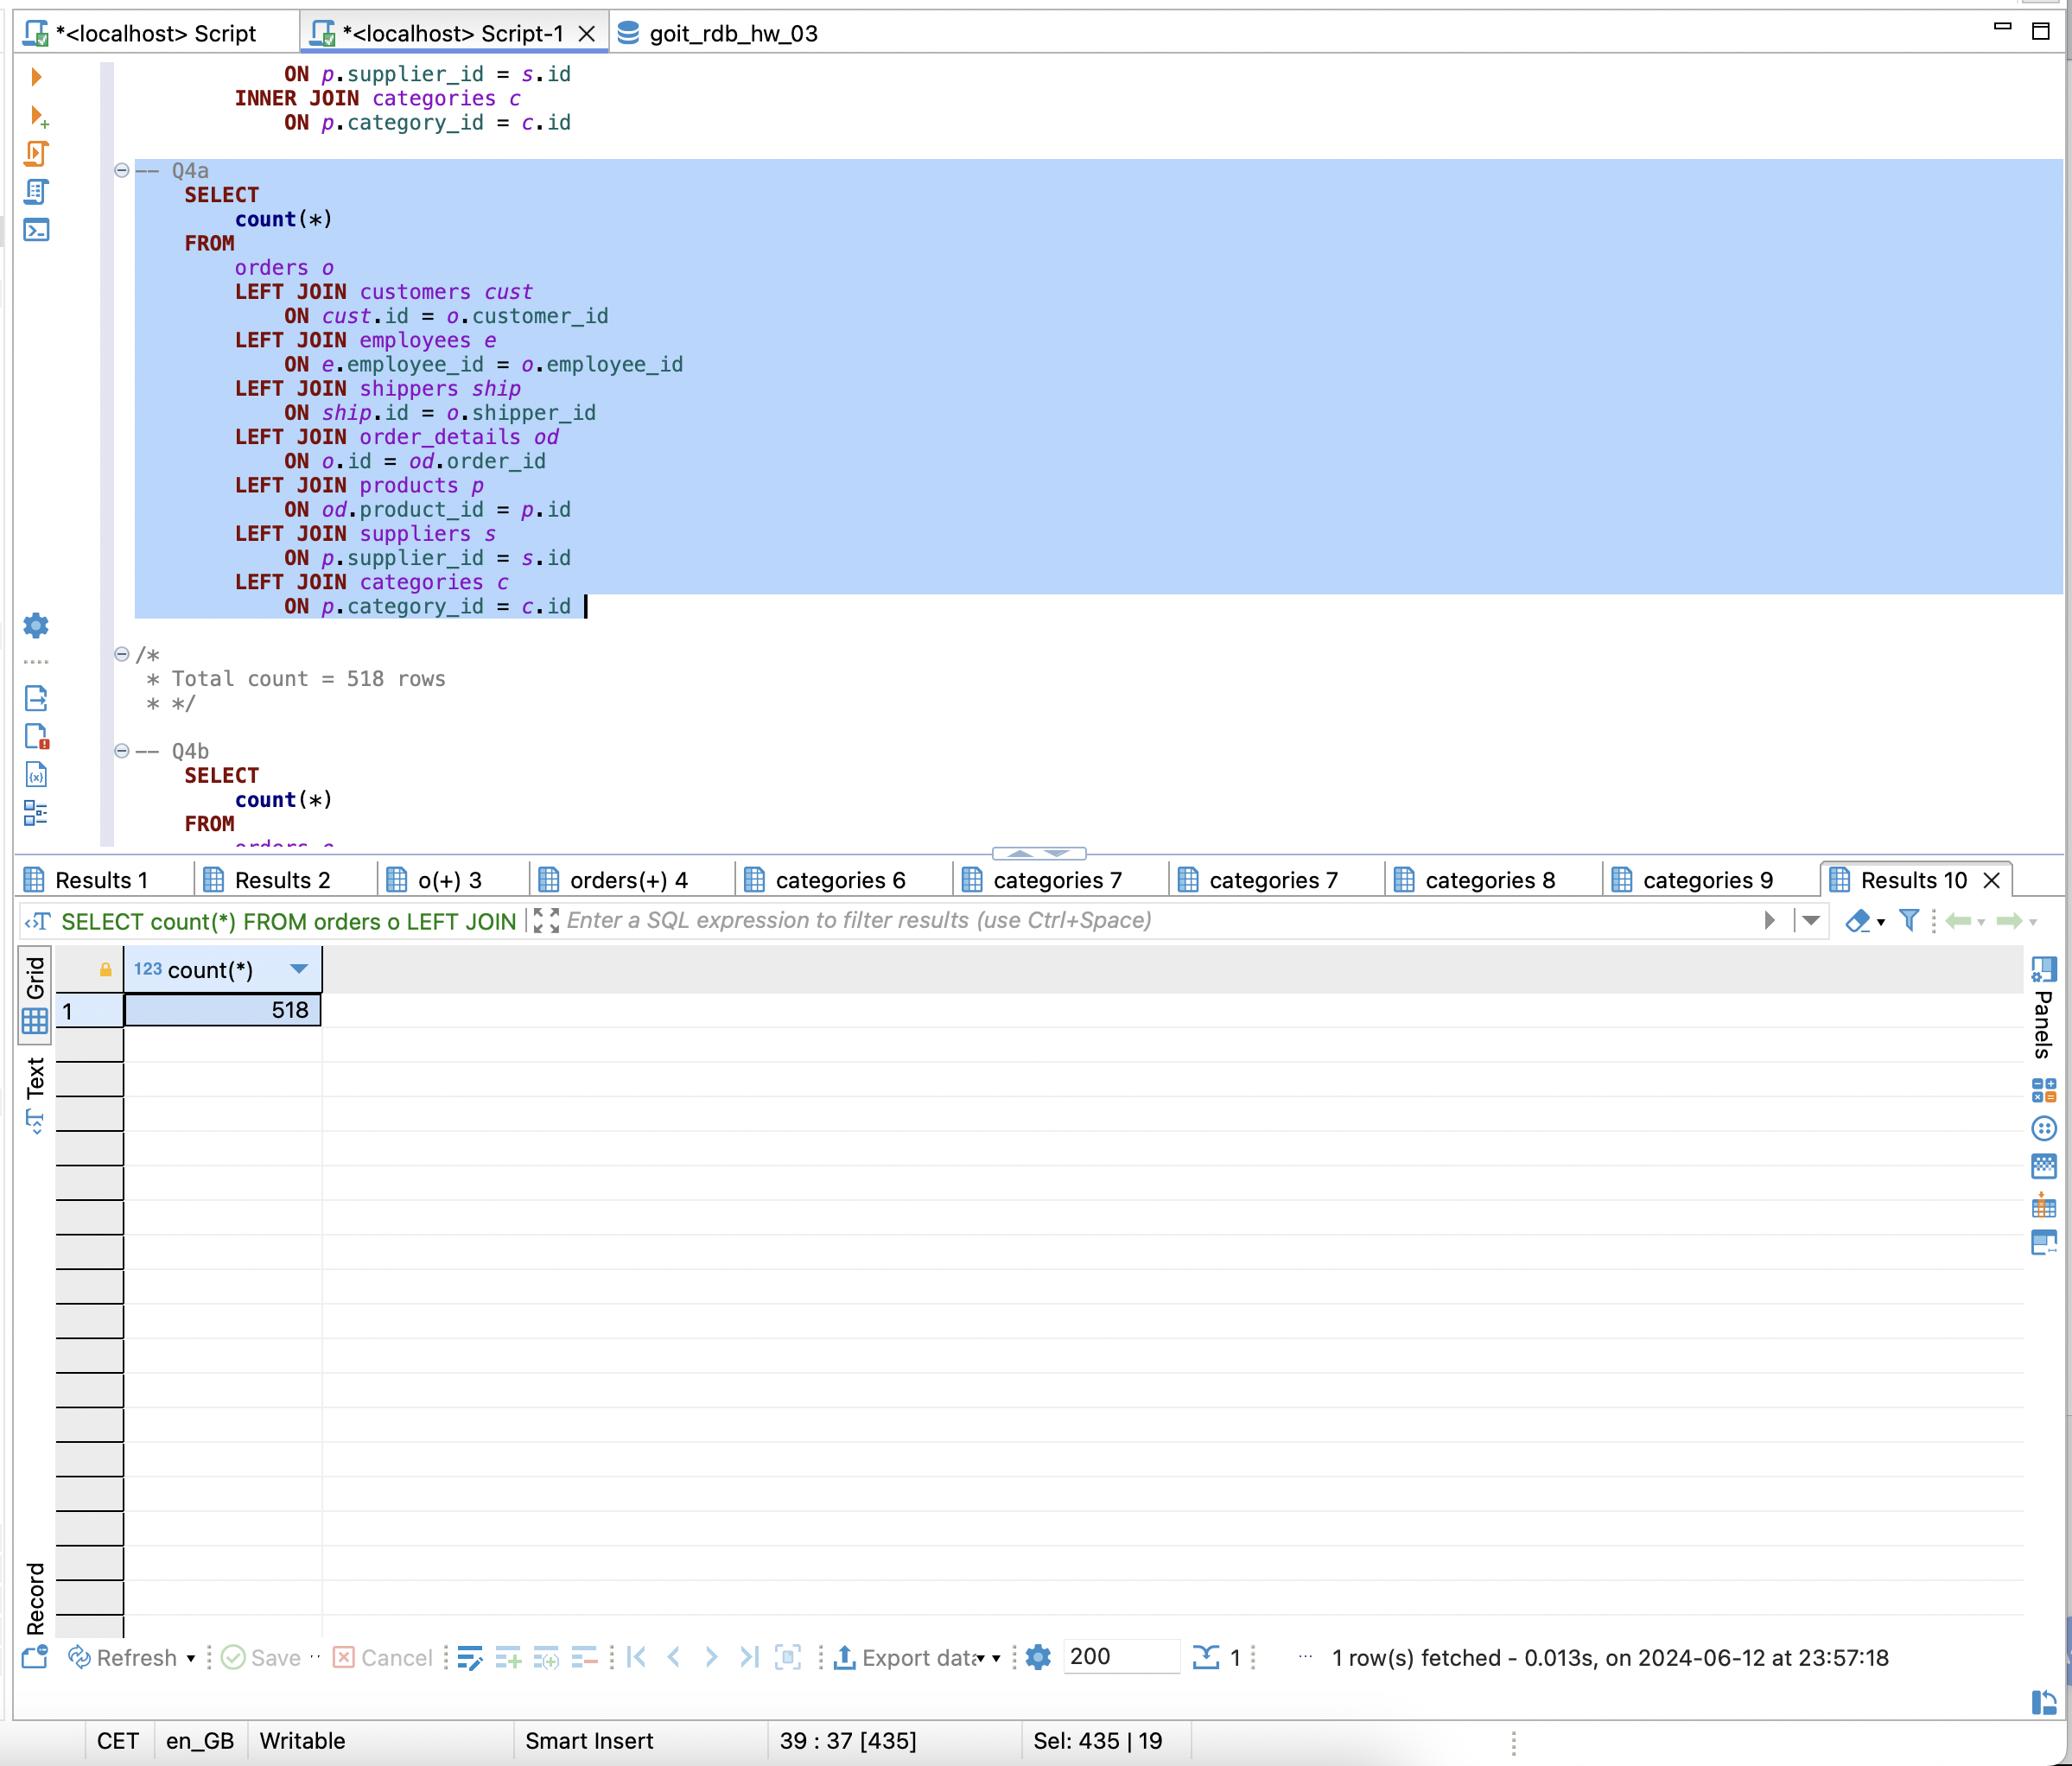 *<localhost> Script
*<localhost> Script-1
goit_rdb_hw_03
ON p.supplier_id = s.id
INNER JOIN categories c
ON p.category_id = c.id
-- Q4a
SELECT
count(*)
FROM
orders o
LEFT JOIN customers cust
ON cust.id = o.customer_id
LEFT JOIN employees e
ON e.employee_id = o.employee_id
LEFT JOIN shippers ship
ON ship.id = o.shipper_id
LEFT JOIN order_details od
ON o.id = od.order_id
LEFT JOIN products p
ON od.product_id = p.id
LEFT JOIN suppliers s
ON p.supplier_id = s.id
LEFT JOIN categories c
ON p.category_id = c.id
/*
* Total count = 518 rows
* */
-- Q4b
SELECT
count(*)
FROM
orders o
Results 1
Results 2
o(+) 3
orders(+) 4
categories 6
categories 7
categories 7
categories 8
categories 9
Results 10
SELECT count(*) FROM orders o LEFT JOIN
Enter a SQL expression to filter results (use Ctrl+Space)
Grid
Text
Record
123 count(*)
1
518
Panels
Refresh
Save
Cancel
Export data
200
1
1 row(s) fetched - 0.013s, on 2024-06-12 at 23:57:18
CET
en_GB
Writable
Smart Insert
39 : 37 [435]
Sel: 435 | 19